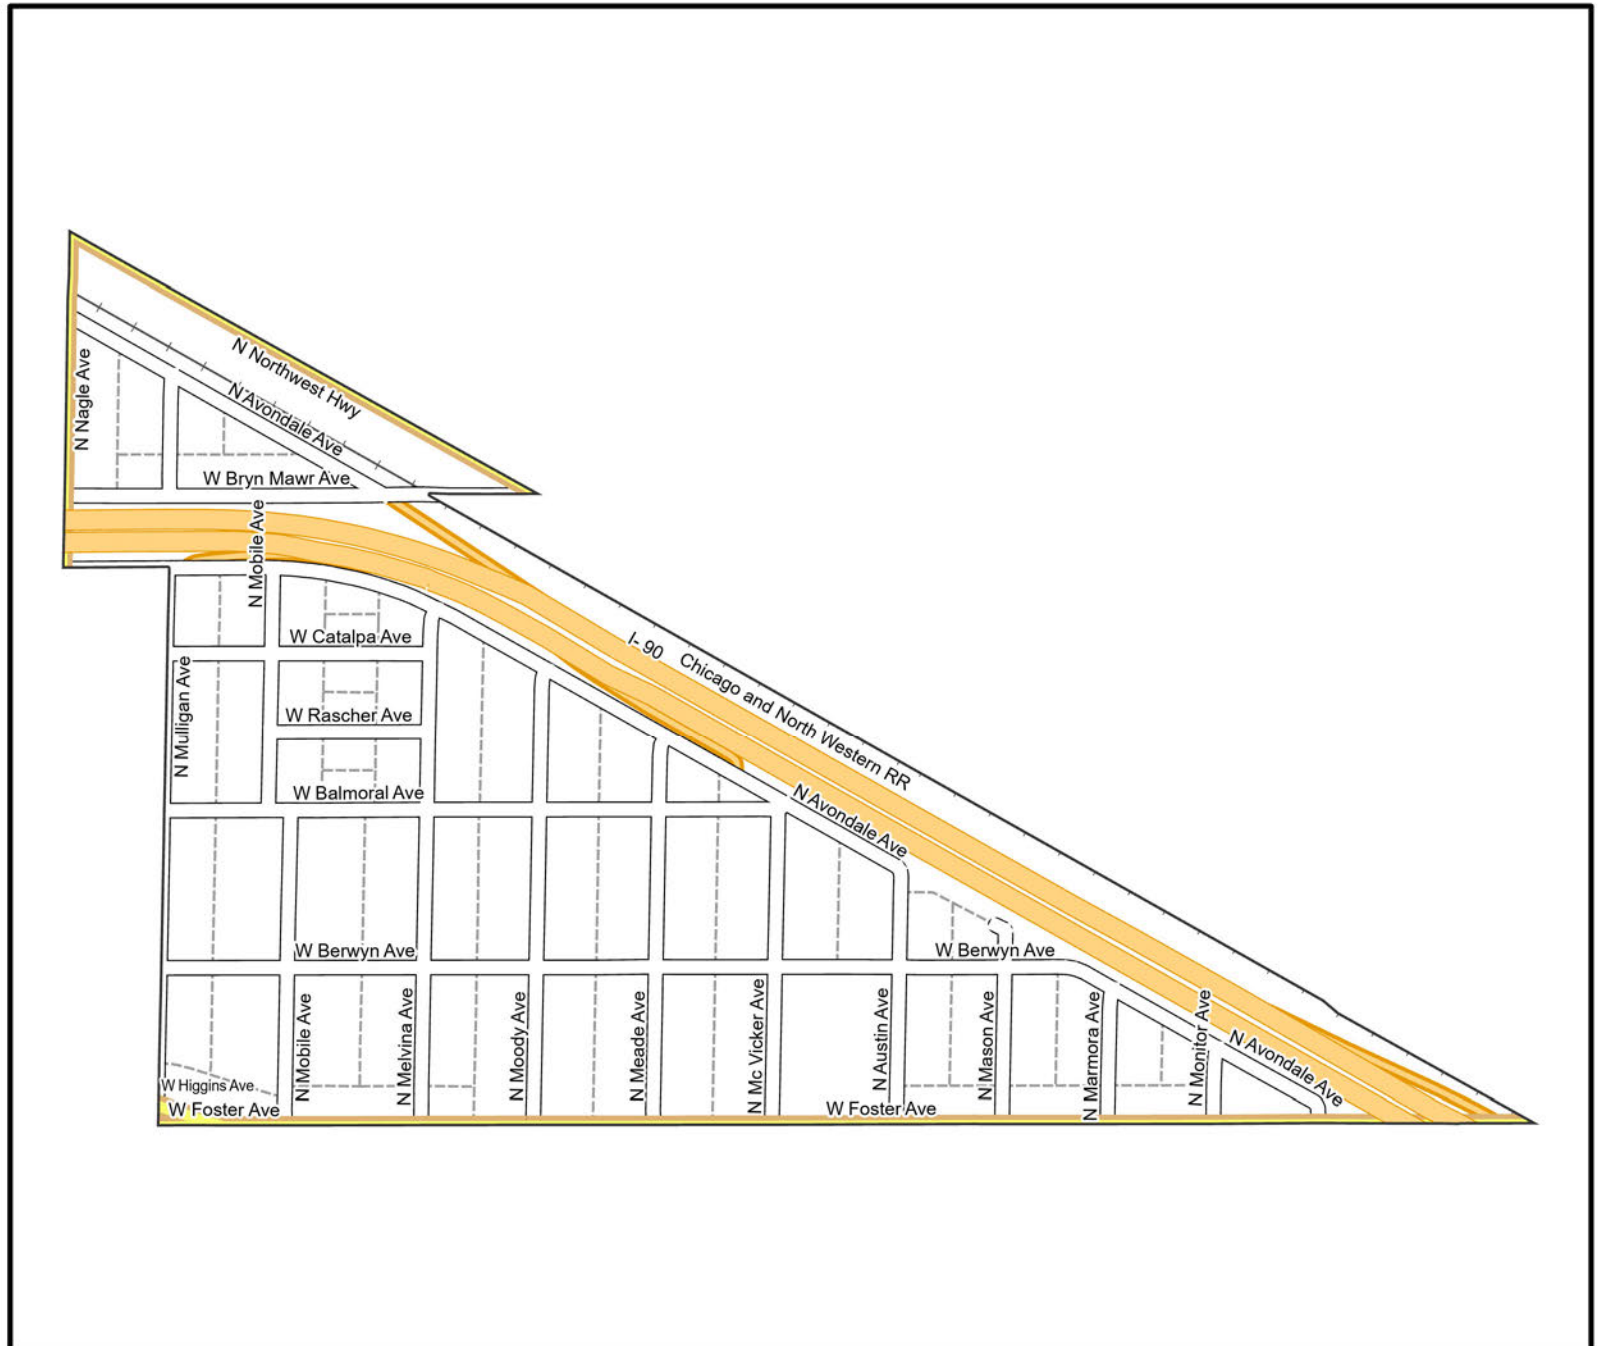 N Northwest Hwy
N Avondale Ave
N Nagle Ave
W Bryn Mawr Ave
N Mobile Ave
W Catalpa Ave
I- 90
Chicago and North Western RR
N Mulligan Ave
W Rascher Ave
W Balmoral Ave
N Avondale Ave
W Berwyn Ave
W Berwyn Ave
N Mobile Ave
N Melvina Ave
N Moody Ave
N Meade Ave
N Mc Vicker Ave
N Austin Ave
N Mason Ave
N Marmora Ave
N Monitor Ave
N Avondale Ave
W Higgins Ave
W Foster Ave
W Foster Ave